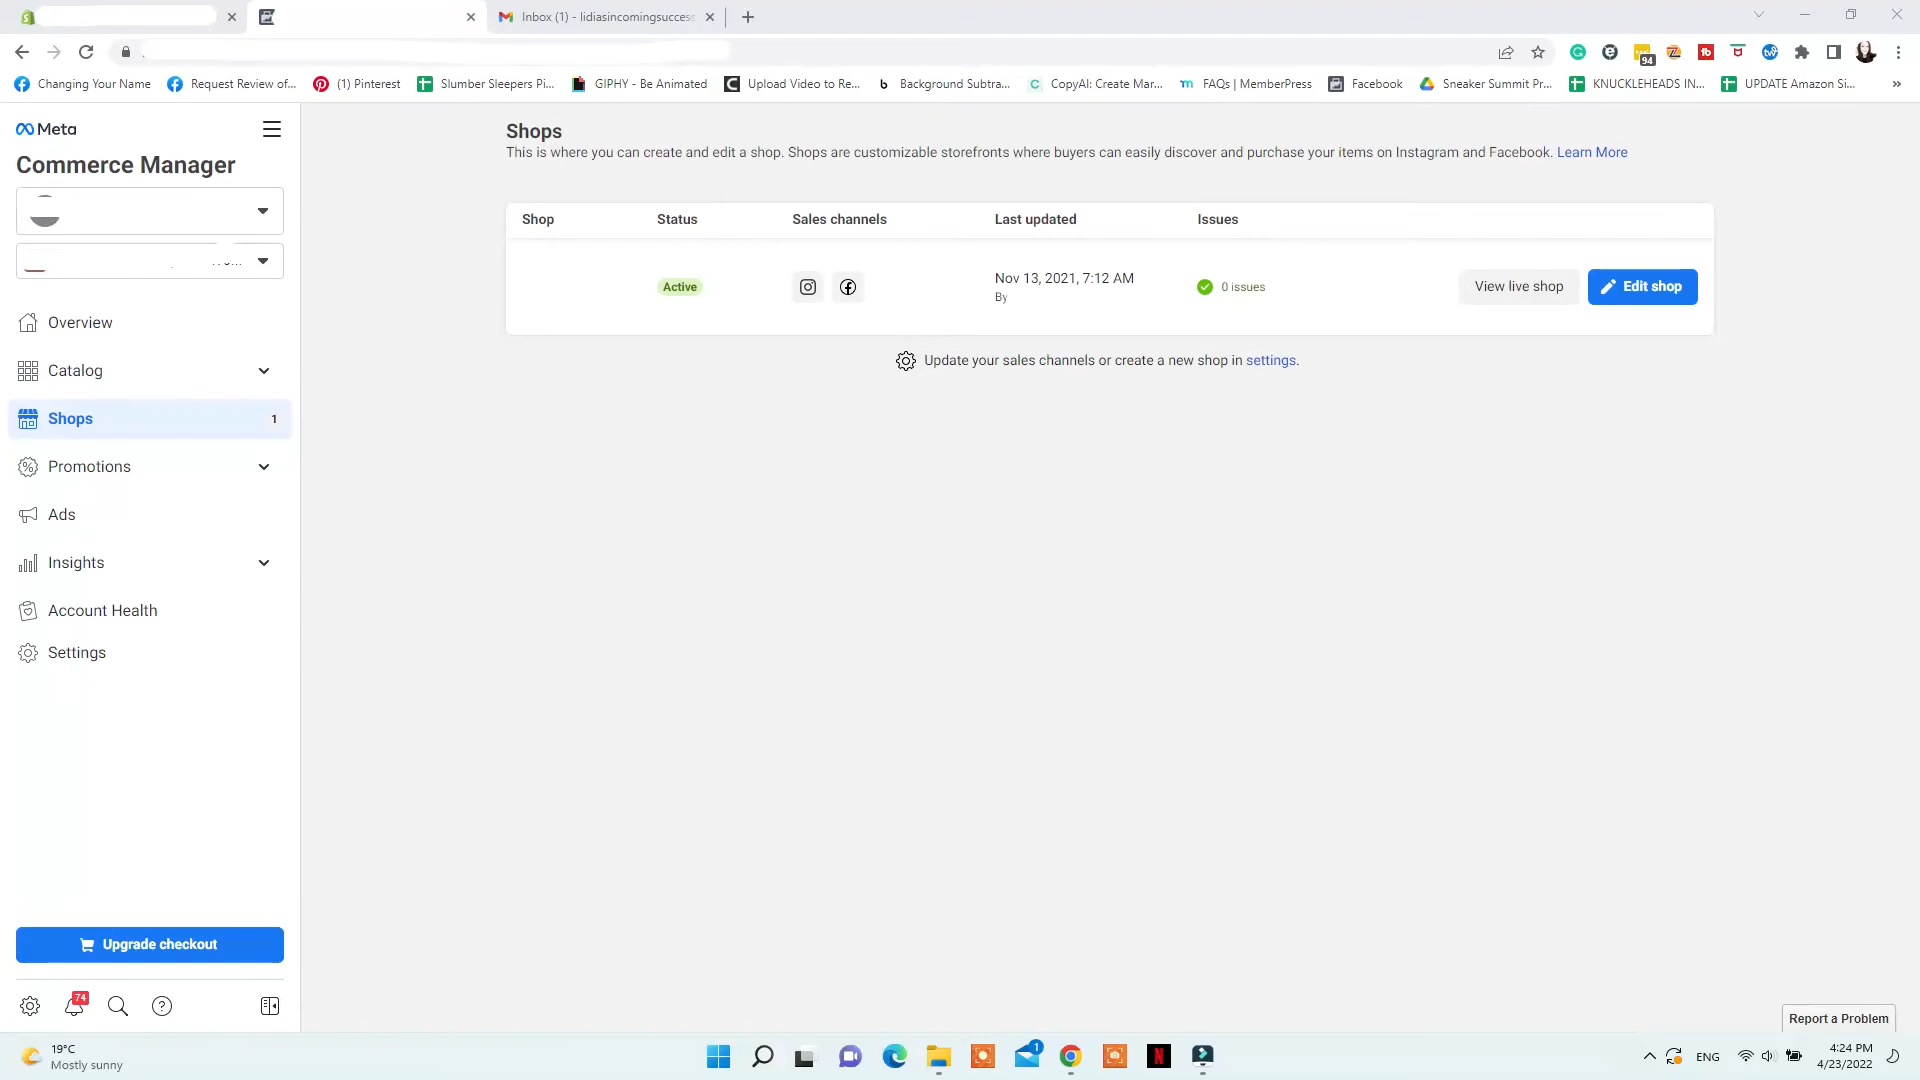 Inbox (1) - lidiasincomingsuccess
Changing Your Name
Request Review of...
(1) Pinterest
Slumber Sleepers Pi...
GIPHY - Be Animated
Upload Video to Re...
Background Subtra...
CopyAI: Create Mar...
FAQs | MemberPress
Facebook
Sneaker Summit Pr...
KNUCKLEHEADS IN...
UPDATE Amazon Si...
94
Meta
Commerce Manager
Overview
Catalog
Shops 1
Promotions
Ads
Insights
Account Health
Settings
Upgrade checkout
74
Shops
This is where you can create and edit a shop. Shops are customizable storefronts where buyers can easily discover and purchase your items on Instagram and Facebook. Learn More
Shop Status Sales channels Last updated Issues
Active
Nov 13, 2021, 7:12 AM
By
0 issues
View live shop
Edit shop
Update your sales channels or create a new shop in settings.
Report a Problem
19°C
Mostly sunny
1
ENG
4:24 PM
4/23/2022